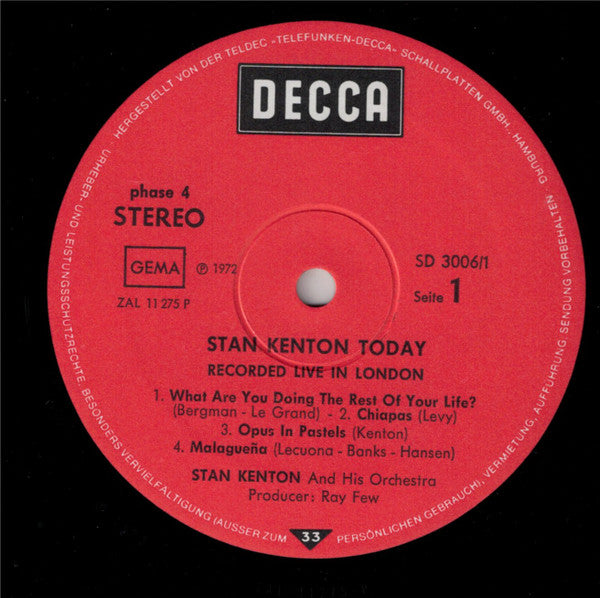 URHEBER- UND LEISTUNGSSCHUTZRECHTE. HERGESTELLT VON DER TELDEC »TELEFUNKEN-DECCA« SCHALLPLATTEN GMBH. HAMBURG.
DECCA
phase 4
STEREO
GEMA
℗ 1972
ZAL 11 275 P
SD 3006/1
Seite 1
STAN KENTON TODAY
RECORDED LIVE IN LONDON
1. What Are You Doing The Rest Of Your Life?
(Bergman - Le Grand) - 2. Chiapas (Levy)
3. Opus In Pastels (Kenton)
4. Malagueña (Lecuona - Banks - Hansen)
STAN KENTON And His Orchestra
Producer: Ray Few
33
BESONDERS VERVIELFÄLTIGUNG (AUSSER ZUM PERSÖNLICHEN GEBRAUCH), VERMIETUNG, AUFFÜHRUNG, SENDUNG VORBEHALTEN.